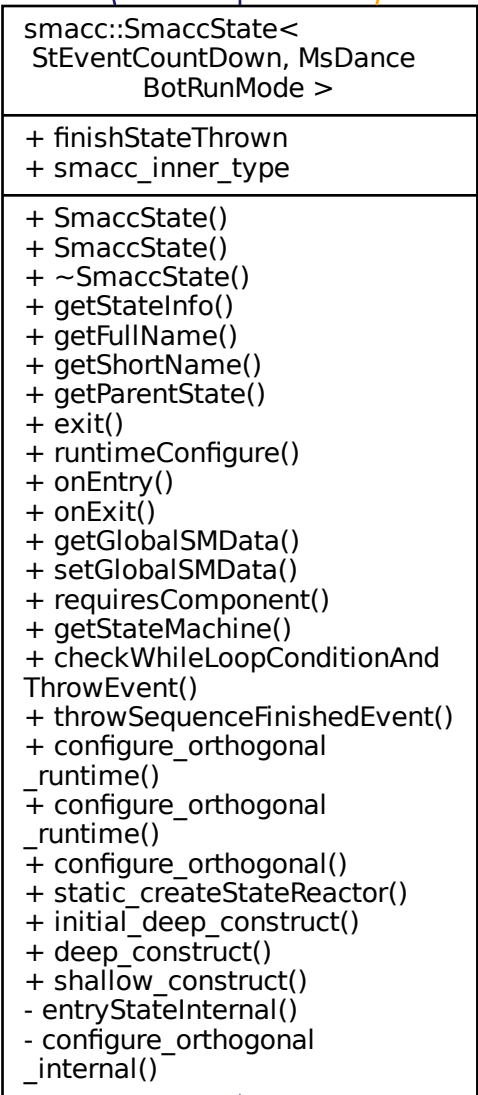 smacc::SmaccState<
StEventCountDown, MsDance
BotRunMode >
+ finishStateThrown
+ smacc_inner_type
+ SmaccState()
+ SmaccState()
+ ~SmaccState()
+ getStateInfo()
+ getFullName()
+ getShortName()
+ getParentState()
+ exit()
+ runtimeConfigure()
+ onEntry()
+ onExit()
+ getGlobalSMData()
+ setGlobalSMData()
+ requiresComponent()
+ getStateMachine()
+ checkWhileLoopConditionAnd
ThrowEvent()
+ throwSequenceFinishedEvent()
+ configure_orthogonal
_runtime()
+ configure_orthogonal
_runtime()
+ configure_orthogonal()
+ static_createStateReactor()
+ initial_deep_construct()
+ deep_construct()
+ shallow_construct()
- entryStateInternal()
- configure_orthogonal
_internal()